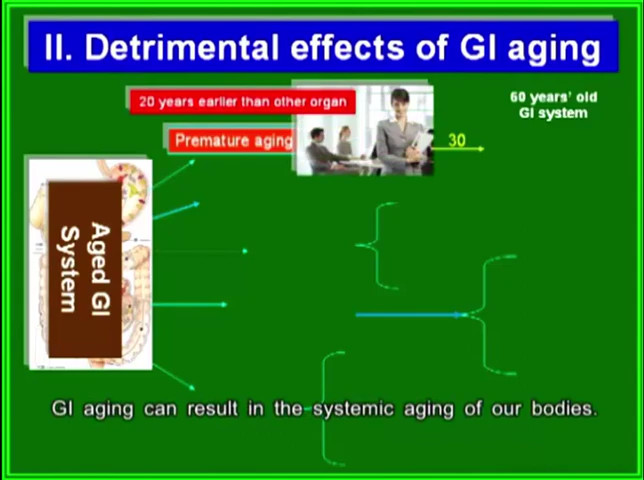 II. Detrimental effects of GI aging
20 years earlier than other organ
60 years' old
GI system
Premature aging
30
Aged GI
System
GI aging can result in the systemic aging of our bodies.